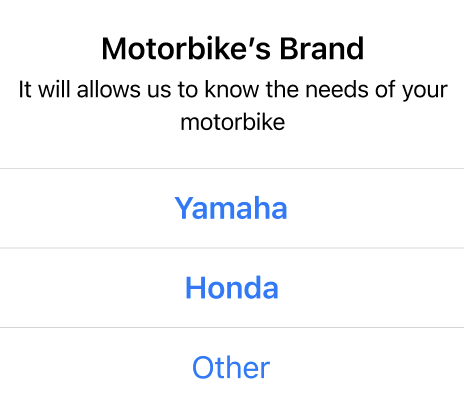 Motorbike’s Brand
It will allows us to know the needs of your
motorbike
Yamaha
Honda
Other